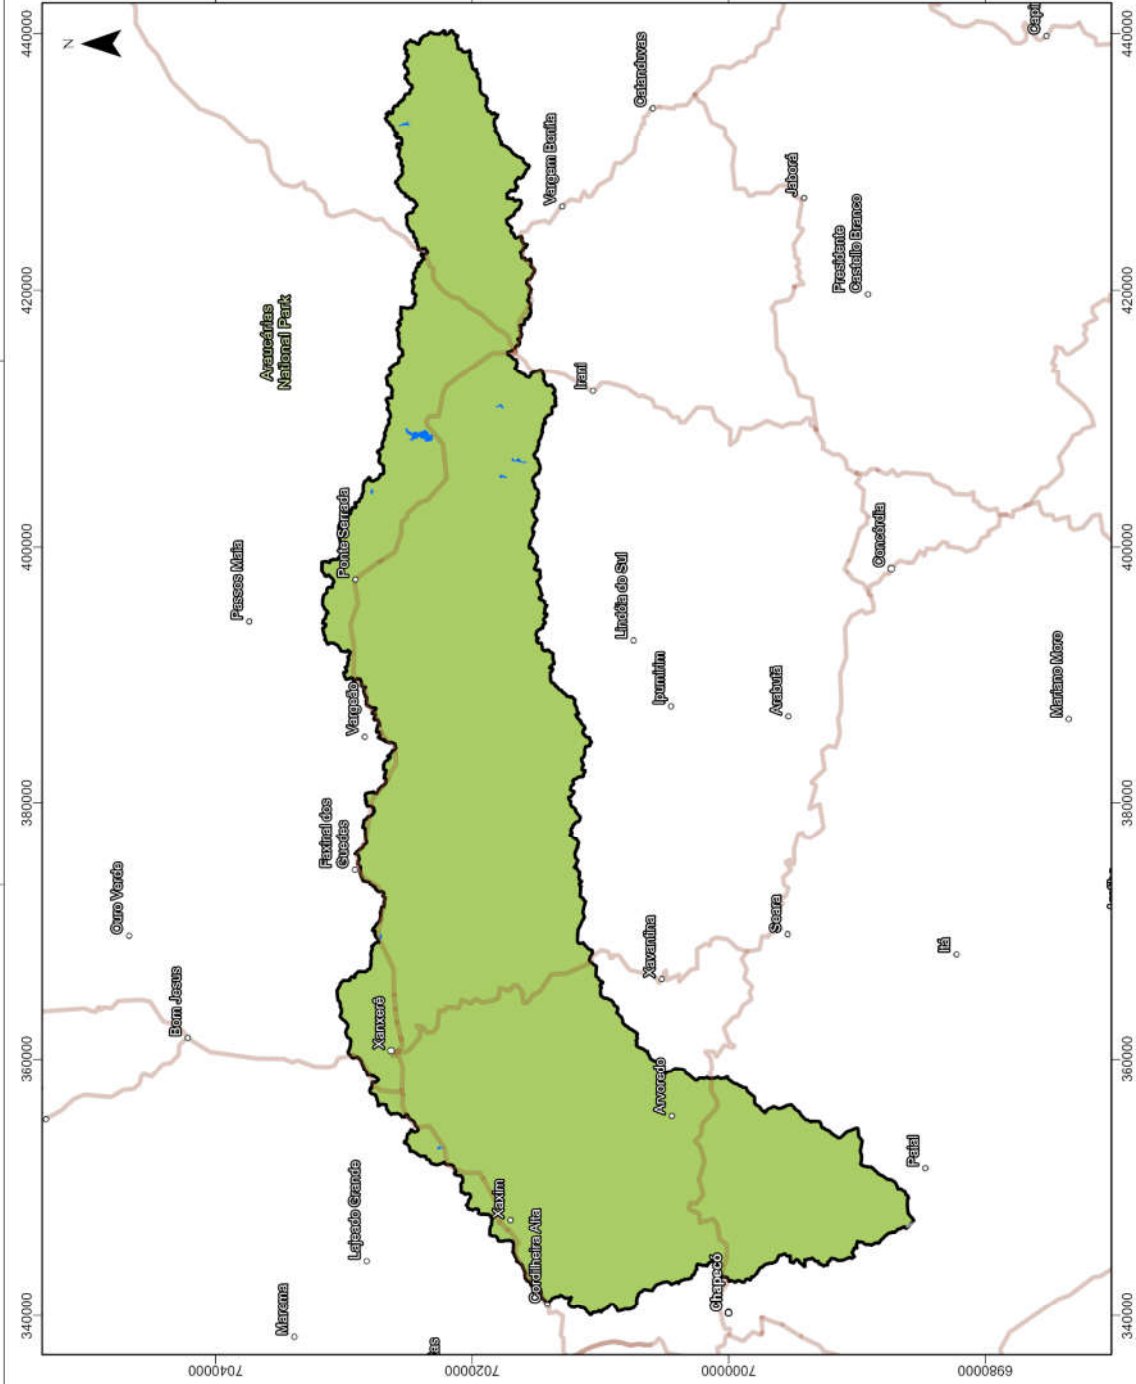 340000
360000
380000
400000
420000
440000
N
Ouro Verde
Bom Jesus
7040000
Passos Maia
Araucárias
National Park
Marema
Faxinal dos
Guedes
Ponte Serrada
Vargeão
Lajeado Grande
Xanxerê
as
7020000
Xaxim
Cordilheira Alta
Vargem Bonita
Irani
Lindóia do Sul
Catanduvas
Xavantina
Ipumirim
Arvoredo
Chapecó
7000000
Seara
Arabutã
Jaborá
Presidente
Castello Branco
Concórdia
Paial
Itá
6980000
Capi
Mariano Moro
340000
360000
380000
400000
420000
440000